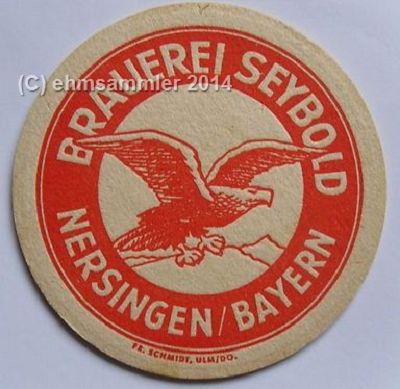 (C) ehmsammler 2014
BRAUEREI SEYBOLD
NERSINGEN/BAYERN
FR. SCHMIDT, ULM/DO.